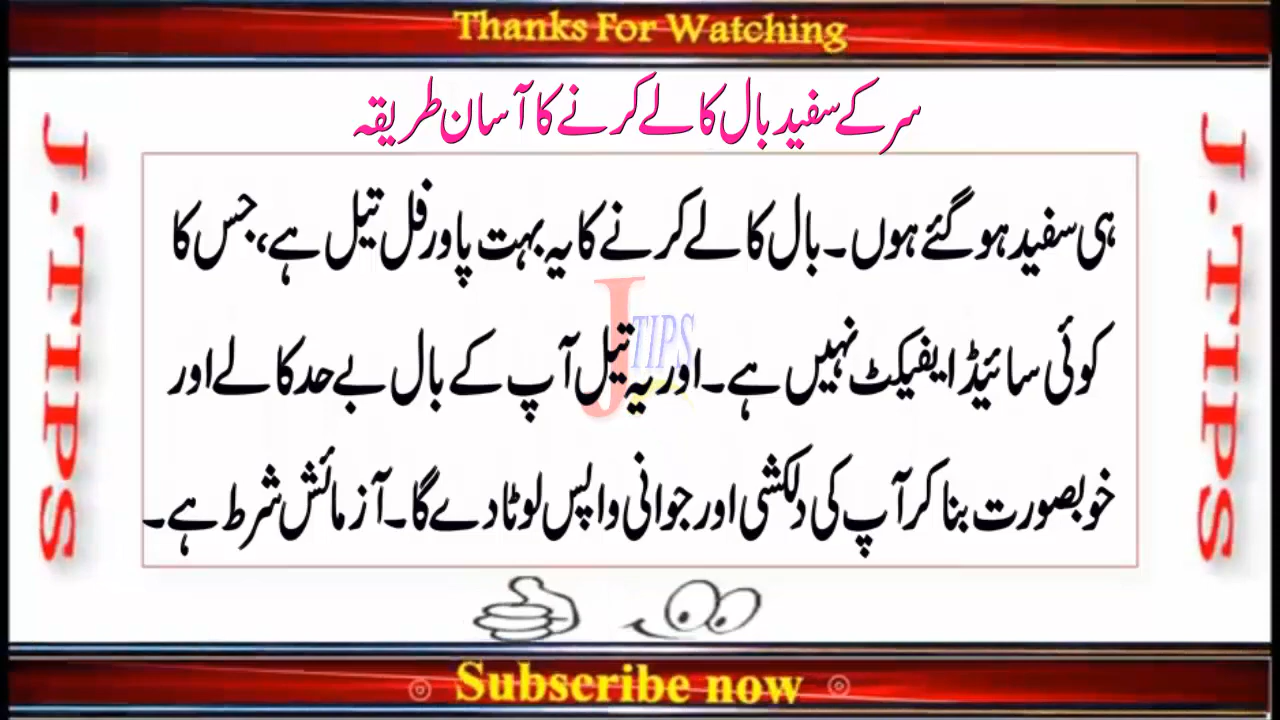 Thanks For Watching
سر کے سفید بال کالے کرنے کا آسان طریقہ
ہی سفید ہو گئے ہوں۔ بال کالے کرنے کا یہ بہت پاورفل تیل ہے، جس کا
کوئی سائیڈ ایفیکٹ نہیں ہے۔ اور یہ تیل آپ کے بال بے حد کالے اور
خوبصورت بنا کر آپ کی دلکشی اور جوانی واپس لوٹا دے گا۔ آزمائش شرط ہے۔
J.TIPS
J.TIPS
J TIPS
Subscribe now